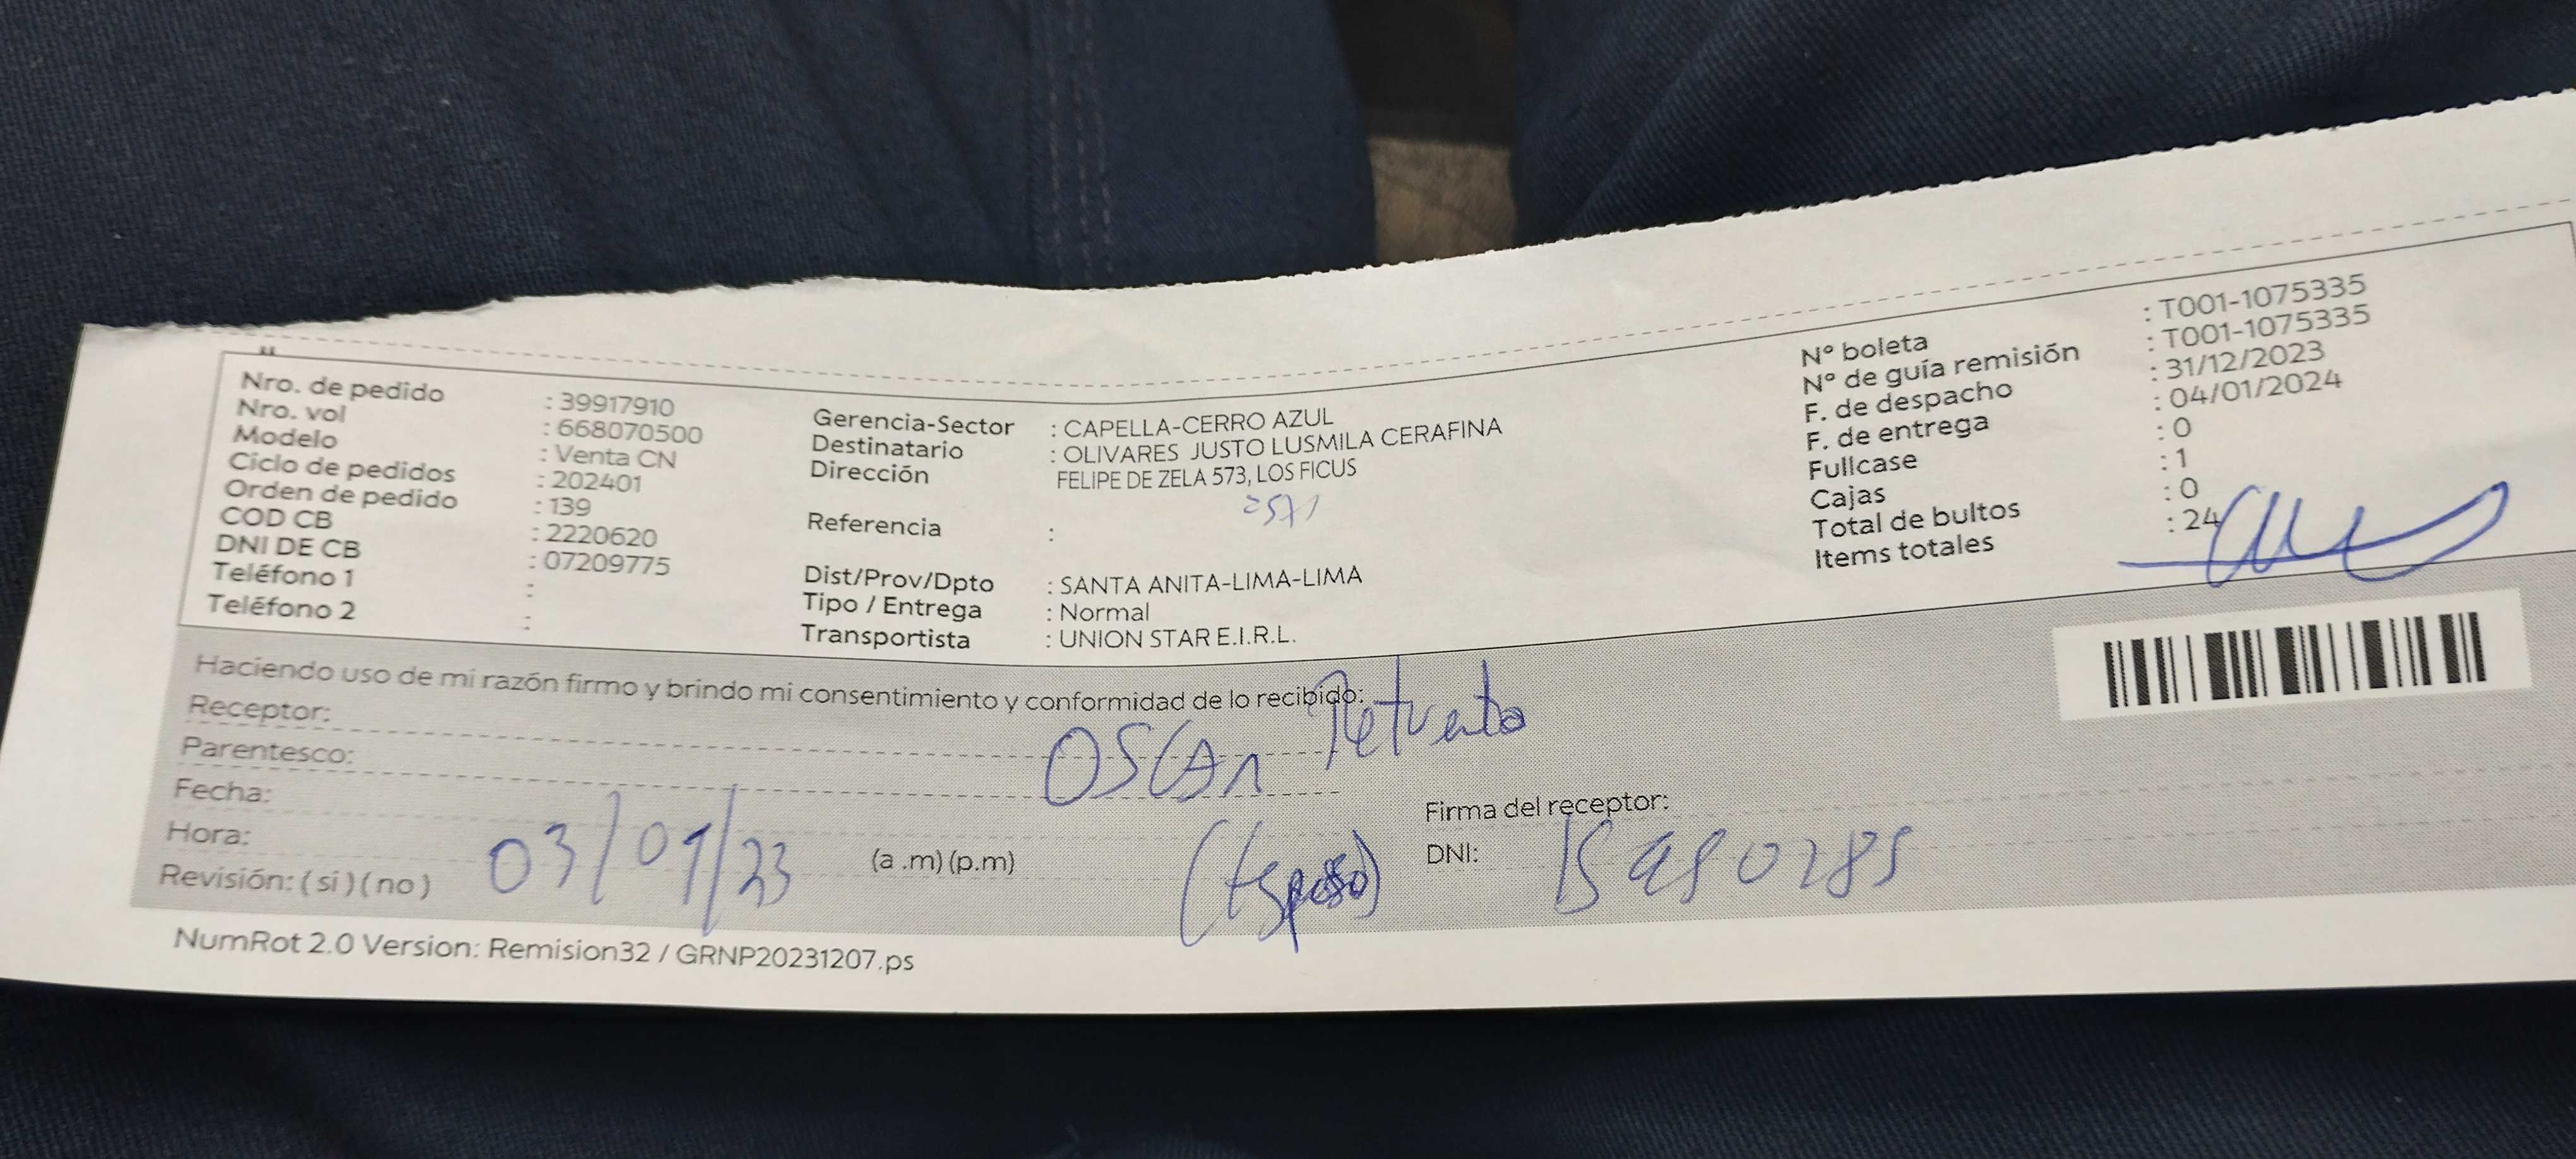 Nro. de pedido : 39917910
Nro. vol : 668070500
Modelo : Venta CN
Ciclo de pedidos : 202401
Orden de pedido : 139
COD CB : 2220620
DNI DE CB : 07209775
Teléfono 1 :
Teléfono 2 :
Gerencia-Sector : CAPELLA-CERRO AZUL
Destinatario : OLIVARES JUSTO LUSMILA CERAFINA
Dirección FELIPE DE ZELA 573, LOS FICUS
Referencia :
Dist/Prov/Dpto : SANTA ANITA-LIMA-LIMA
Tipo / Entrega : Normal
Transportista : UNION STAR E.I.R.L.
N° boleta : T001-1075335
N° de guía remisión : T001-1075335
F. de despacho : 31/12/2023
F. de entrega : 04/01/2024
Fullcase : 0
Cajas : 1
Total de bultos : 0
Items totales : 24
Haciendo uso de mi razón firmo y brindo mi consentimiento y conformidad de lo recibido:
Receptor: OSCAR
Parentesco: (Esposo)
Fecha: 03/01/23
Hora: (a .m) (p.m)
Revisión: ( si ) ( no )
Firma del receptor:
DNI:
NumRot 2.0 Version: Remision32 / GRNP20231207.ps